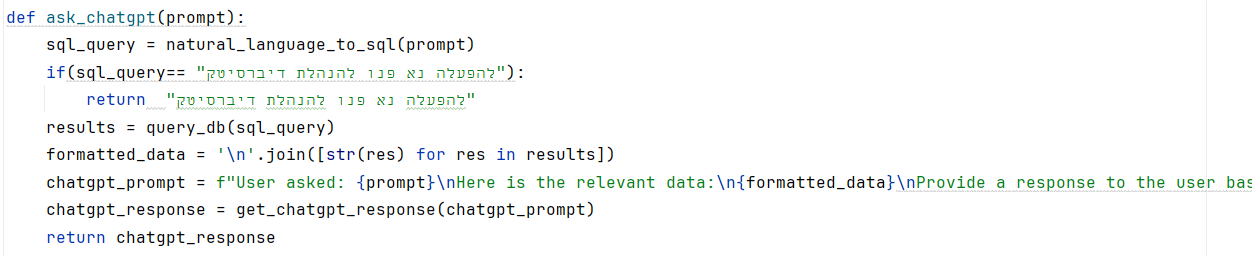 def ask_chatgpt(prompt):
    sql_query = natural_language_to_sql(prompt)
    if(sql_query== "להפעלה נא פנו להנהלת דיברסיטק"):
        return  "להפעלה נא פנו להנהלת דיברסיטק"
    results = query_db(sql_query)
    formatted_data = '\n'.join([str(res) for res in results])
    chatgpt_prompt = f"User asked: {prompt}\nHere is the relevant data:\n{formatted_data}\nProvide a response to the user
    chatgpt_response = get_chatgpt_response(chatgpt_prompt)
    return chatgpt_response